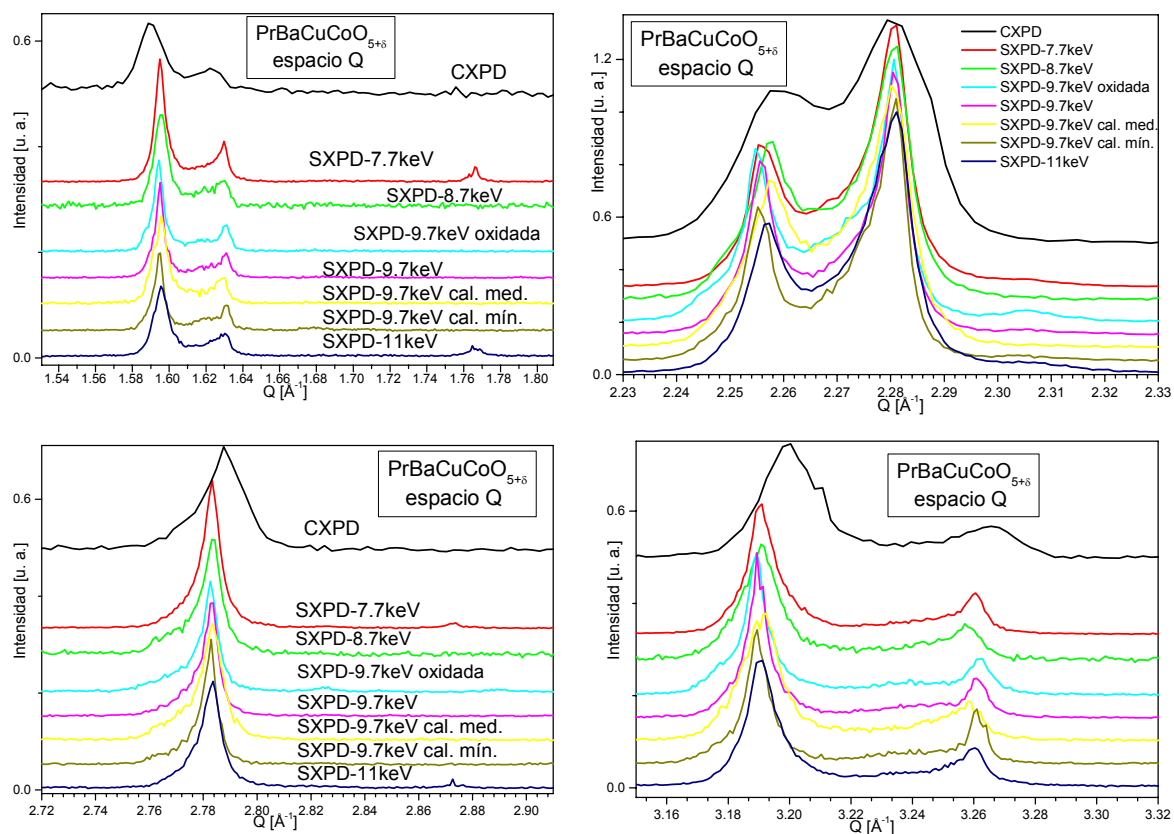 PrBaCuCoO5+δ
espacio Q
CXPD
SXPD-7.7keV
SXPD-8.7keV
SXPD-9.7keV oxidada
SXPD-9.7keV
SXPD-9.7keV cal. med.
SXPD-9.7keV cal. mín.
SXPD-11keV
0.6
0.0
Intensidad [u. a.]
1.54 1.56 1.58 1.60 1.62 1.64 1.66 1.68 1.70 1.72 1.74 1.76 1.78 1.80
Q [Å-1]
PrBaCuCoO5+δ
espacio Q
CXPD
SXPD-7.7keV
SXPD-8.7keV
SXPD-9.7keV oxidada
SXPD-9.7keV
SXPD-9.7keV cal. med.
SXPD-9.7keV cal. mín.
SXPD-11keV
1.2
0.6
0.0
Intensidad [u. a.]
2.23 2.24 2.25 2.26 2.27 2.28 2.29 2.30 2.31 2.32 2.33
Q [Å-1]
PrBaCuCoO5+δ
espacio Q
CXPD
SXPD-7.7keV
SXPD-8.7keV
SXPD-9.7keV oxidada
SXPD-9.7keV
SXPD-9.7keV cal. med.
SXPD-9.7keV cal. mín.
SXPD-11keV
0.6
0.0
Intensidad [u. a.]
2.72 2.74 2.76 2.78 2.80 2.82 2.84 2.86 2.88 2.90
Q [Å-1]
PrBaCuCoO5+δ
espacio Q
0.6
0.0
Intensidad [u. a.]
3.16 3.18 3.20 3.22 3.24 3.26 3.28 3.30 3.32
Q [Å-1]